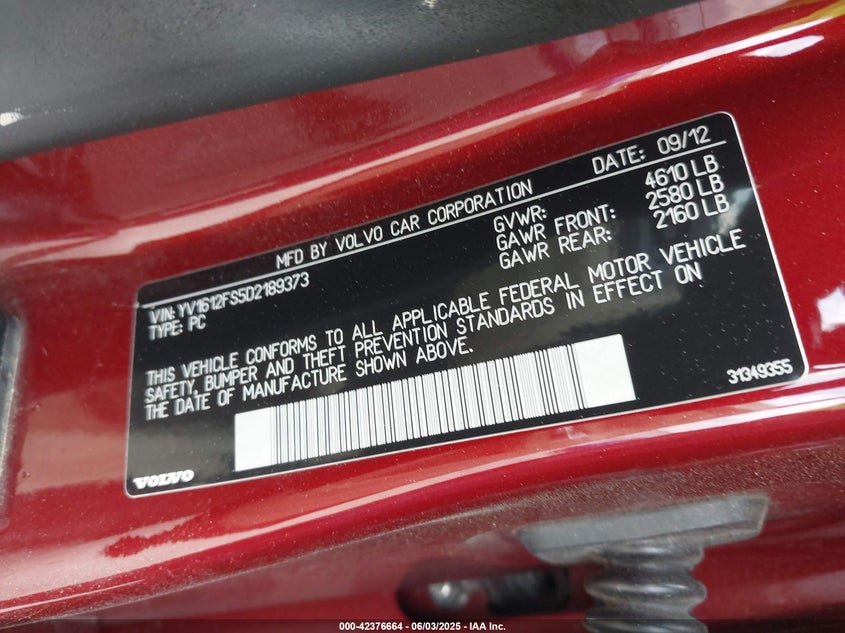 MFD BY VOLVO CAR CORPORATION DATE: 09/12
GVWR: 4610 LB
GAWR FRONT: 2580 LB
GAWR REAR: 2160 LB
VIN: YV1612FS5D2189373
TYPE: PC
THIS VEHICLE CONFORMS TO ALL APPLICABLE FEDERAL MOTOR VEHICLE
SAFETY, BUMPER AND THEFT PREVENTION STANDARDS IN EFFECT ON
THE DATE OF MANUFACTURE SHOWN ABOVE.
31349355
VOLVO
000-42376664 - 06/03/2025 - IAA Inc.